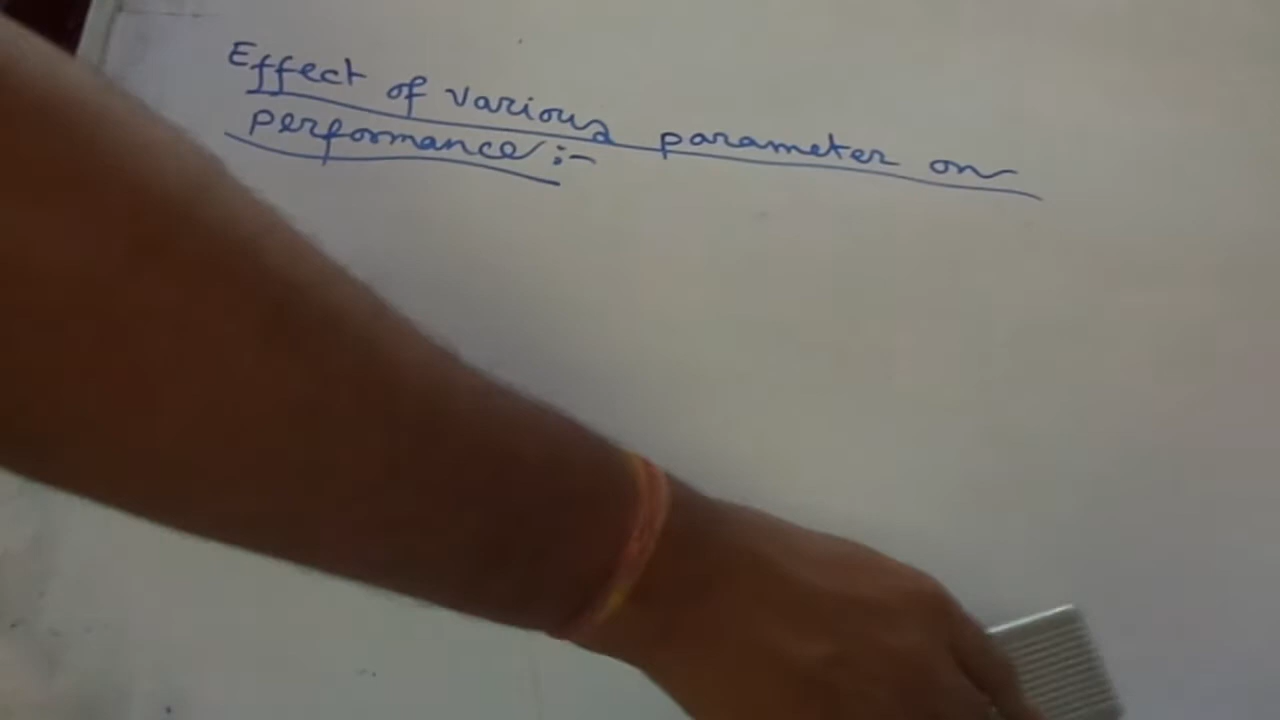 Effect of various parameter on
performance :-